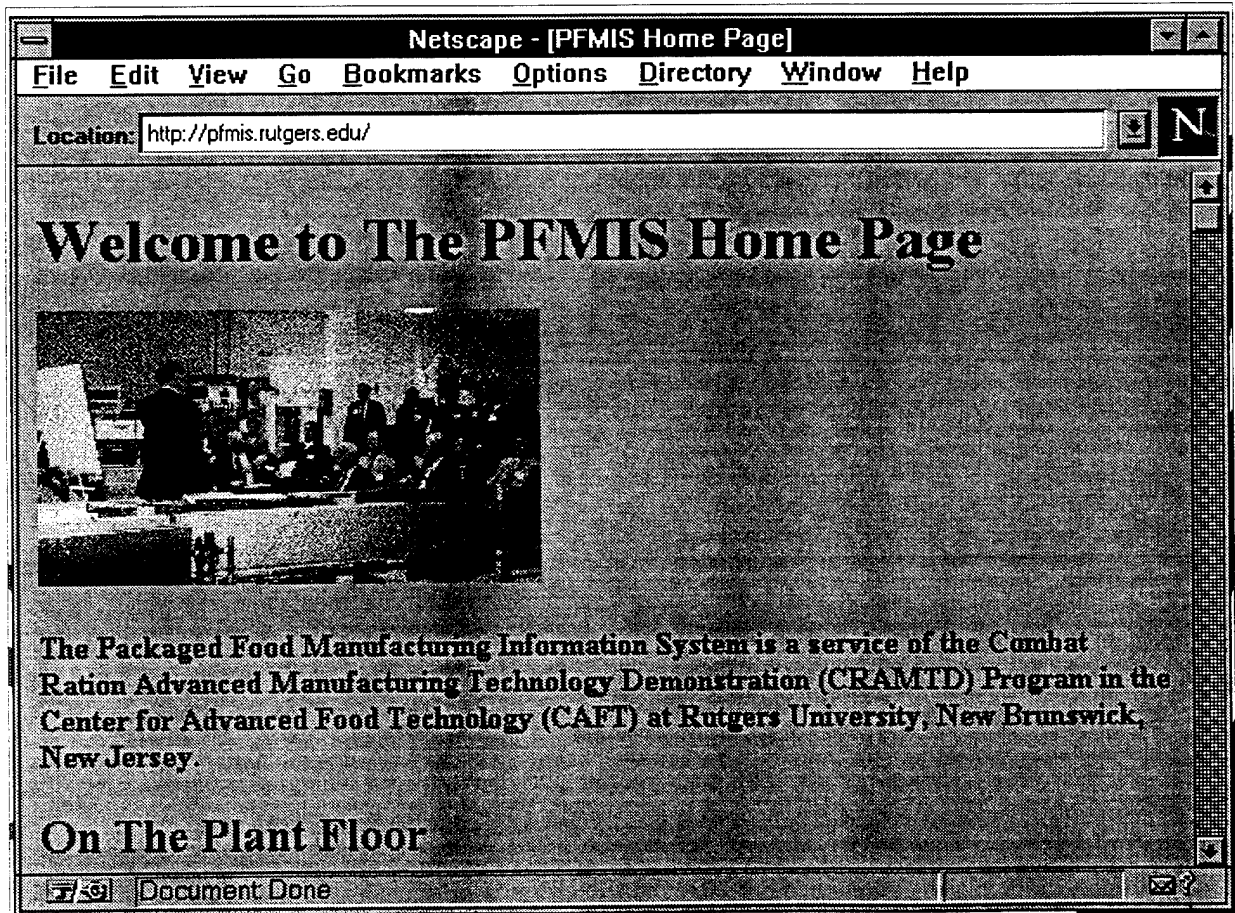 Netscape - [PFMIS Home Page]
File Edit View Go Bookmarks Options Directory Window Help
Location: http://pfmis.rutgers.edu/
N
Welcome to The PFMIS Home Page
The Packaged Food Manufacturing Information System is a service of the Combat
Ration Advanced Manufacturing Technology Demonstration (CRAMTD) Program in the
Center for Advanced Food Technology (CAFT) at Rutgers University, New Brunswick,
New Jersey.
On The Plant Floor
Document: Done
?